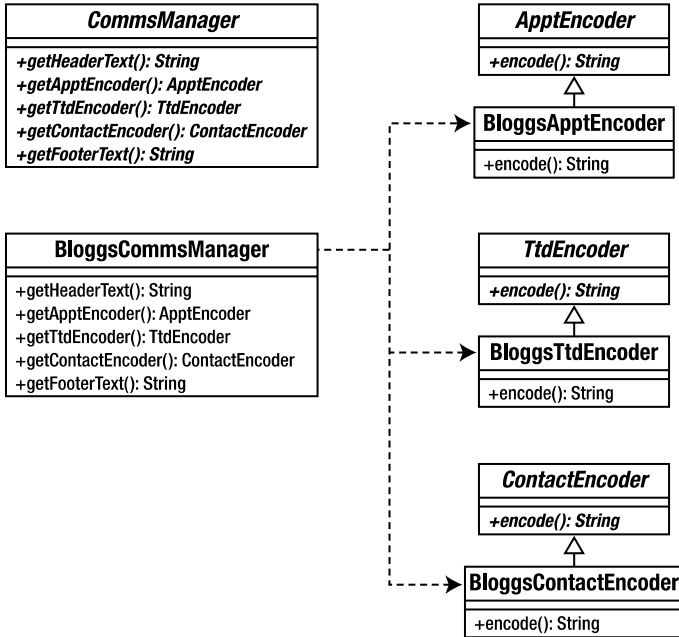 CommsManager
+getHeaderText(): String
+getApptEncoder(): ApptEncoder
+getTtdEncoder(): TtdEncoder
+getContactEncoder(): ContactEncoder
+getFooterText(): String
BloggsCommsManager
+getHeaderText(): String
+getApptEncoder(): ApptEncoder
+getTtdEncoder(): TtdEncoder
+getContactEncoder(): ContactEncoder
+getFooterText(): String
ApptEncoder
+encode(): String
BloggsApptEncoder
+encode(): String
TtdEncoder
+encode(): String
BloggsTtdEncoder
+encode(): String
ContactEncoder
+encode(): String
BloggsContactEncoder
+encode(): String